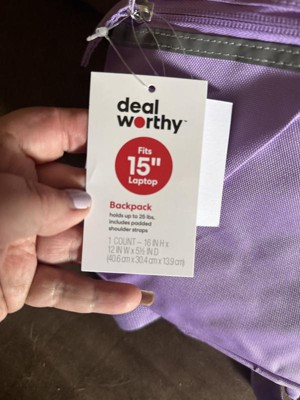 deal
worthy™
Fits
15"
Laptop
Backpack
holds up to 25 lbs,
includes padded
shoulder straps
1 COUNT – 16 IN H x
12 IN W x 5½ IN D
(40.6 cm x 30.4 cm x 13.9 cm)